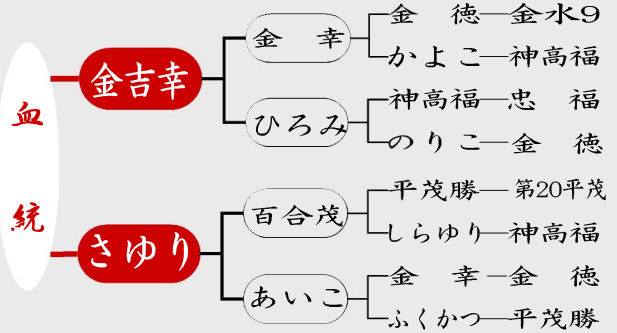 血統
金吉幸
金幸
金徳―金水9
かよこ―神高福
ひろみ
神高福―忠福
のりこ―金徳
さゆり
百合茂
平茂勝―第20平茂
しらゆり―神高福
あいこ
金幸―金徳
ふくかつ―平茂勝